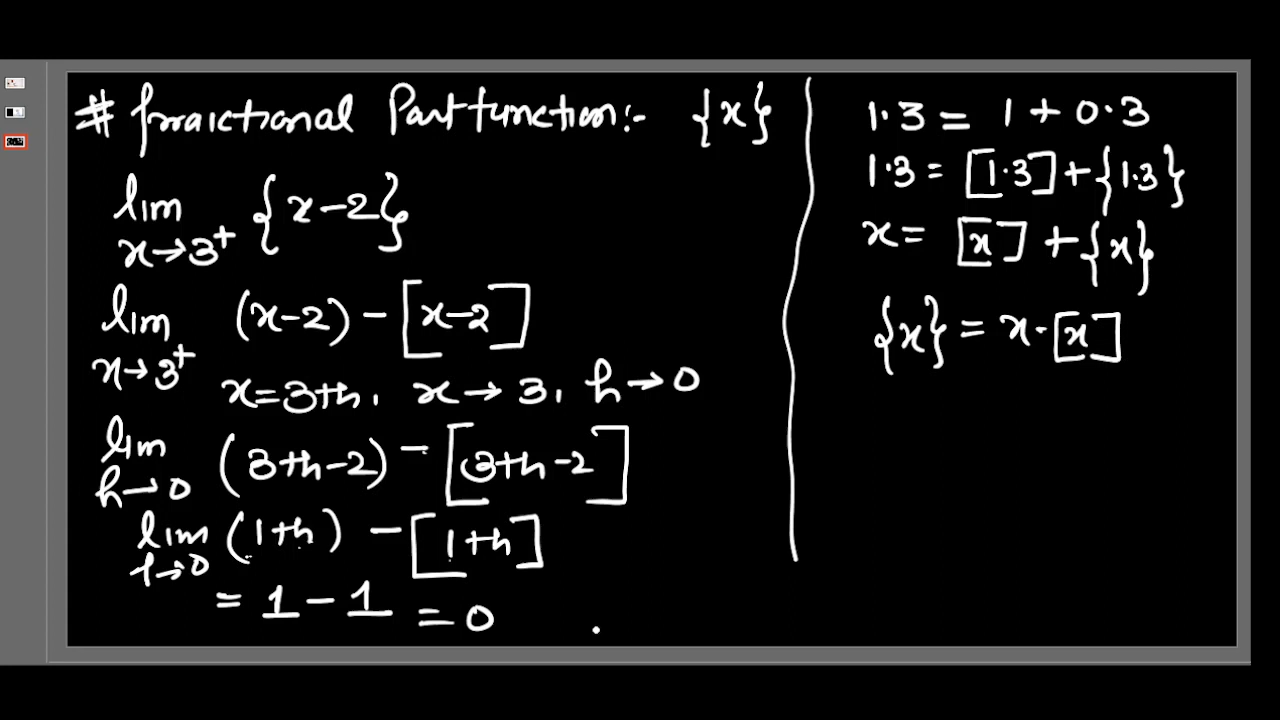 # fractional Part function:- {x}
lim x→3⁺ {x-2}
lim x→3⁺ (x-2) - [x-2]
x=3+h, x→3, h→0
lim h→0 (3+h-2) - [3+h-2]
lim h→0 (1+h) - [1+h]
= 1 - 1 = 0
1.3 = 1 + 0.3
1.3 = [1.3] + {1.3}
x = [x] + {x}
{x} = x - [x]